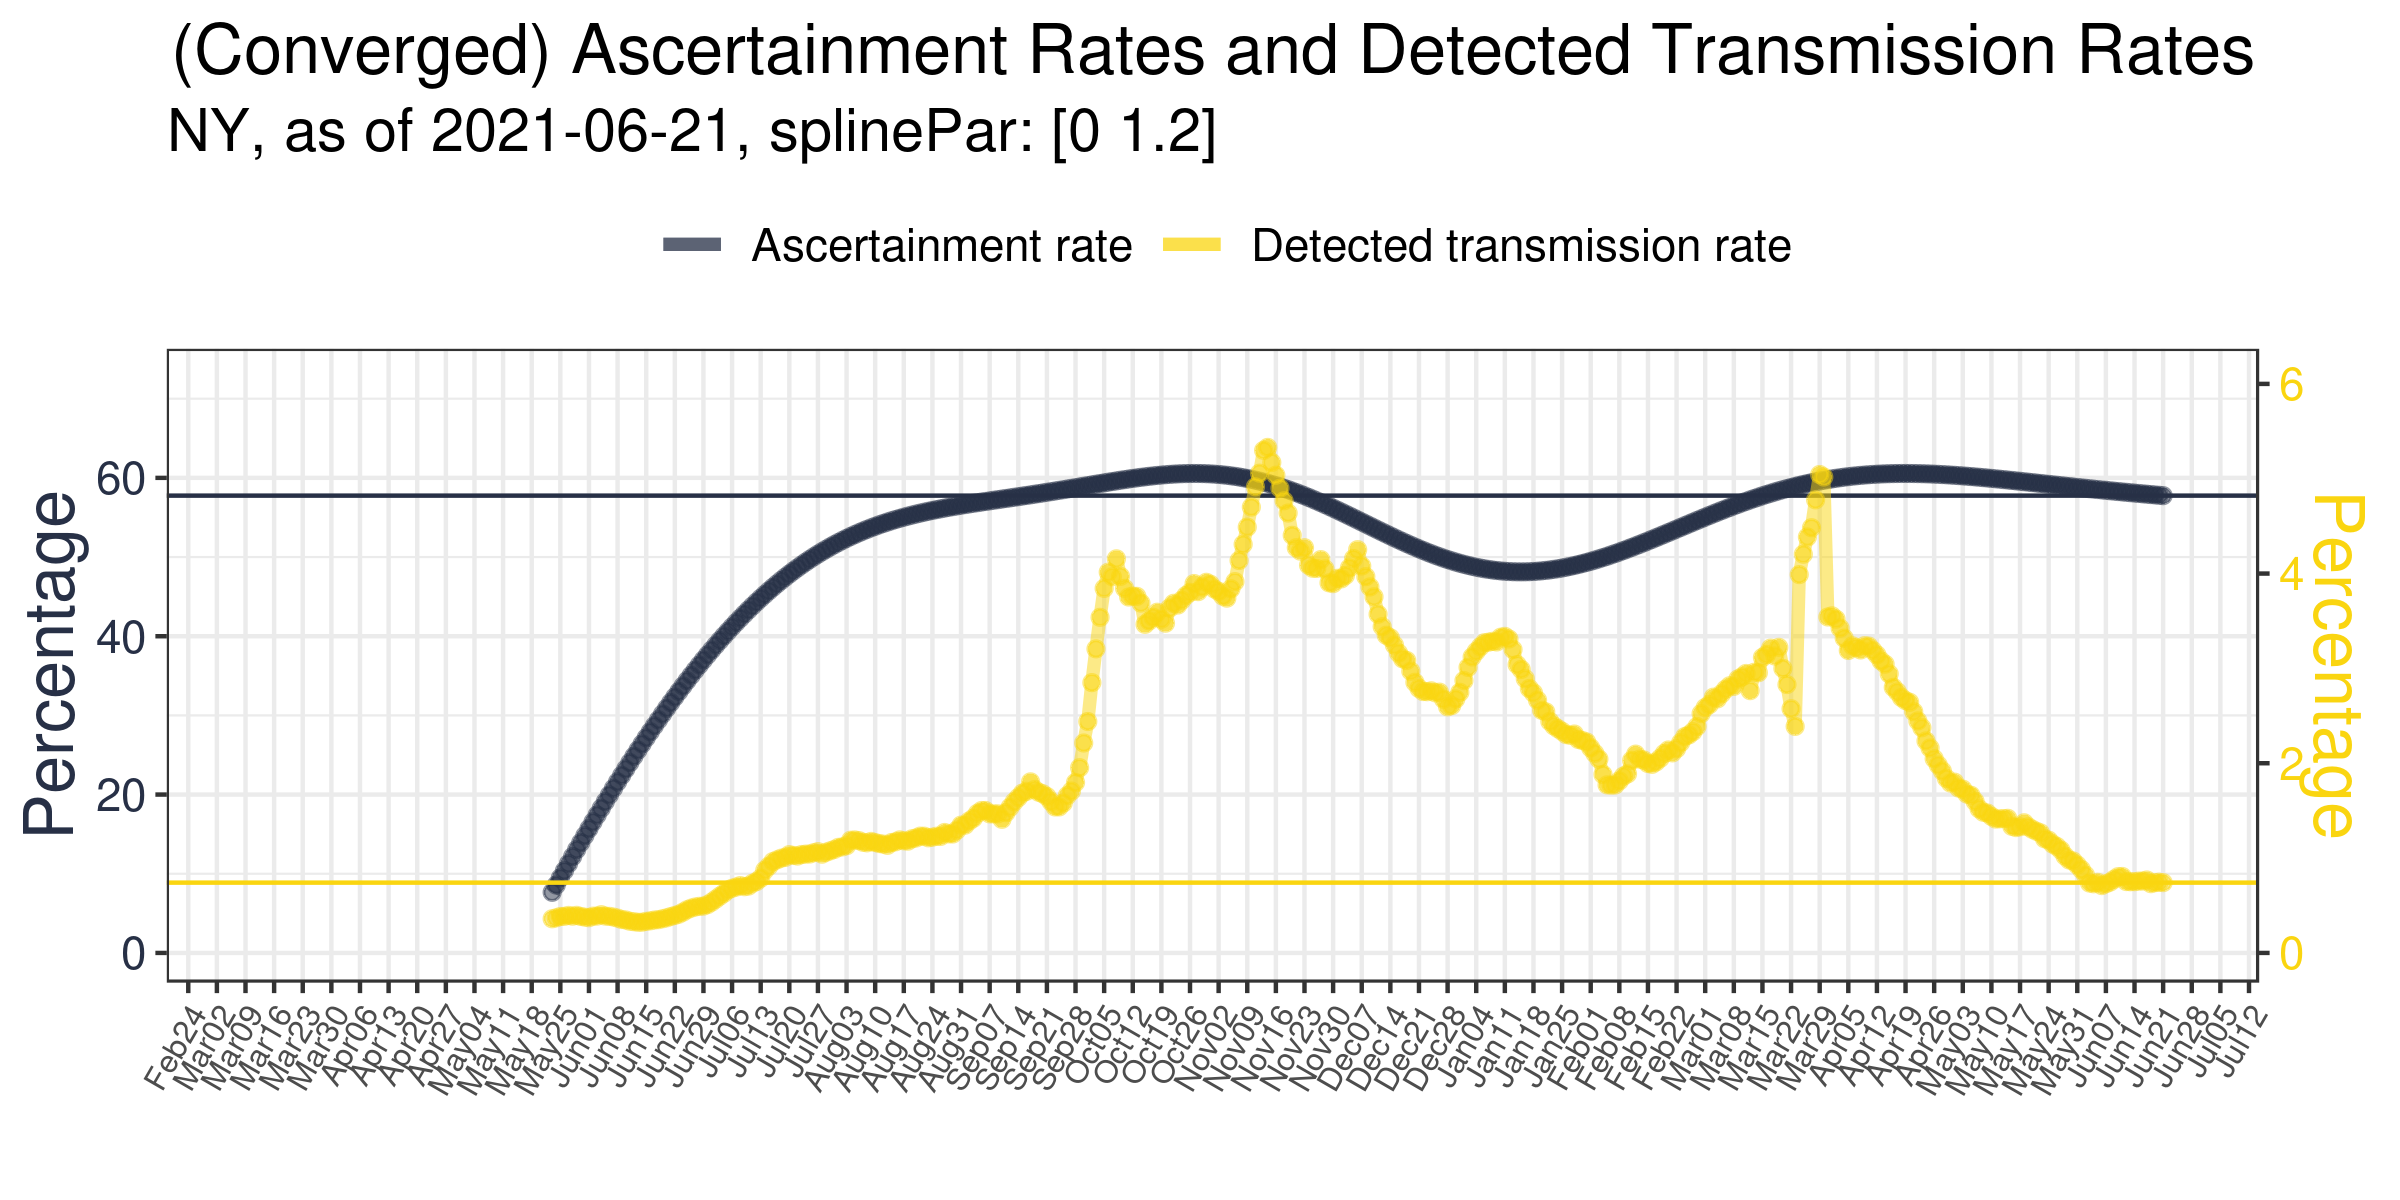 (Converged) Ascertainment Rates and Detected Transmission Rates
NY, as of 2021-06-21, splinePar: [0 1.2]
Ascertainment rate
Detected transmission rate
Percentage
60
40
20
0
6
4
2
0
Percentage
Feb24
Mar02
Mar09
Mar16
Mar23
Mar30
Apr06
Apr13
Apr20
Apr27
May04
May11
May18
May25
Jun01
Jun08
Jun15
Jun22
Jun29
Jul06
Jul13
Jul20
Jul27
Aug03
Aug10
Aug17
Aug24
Aug31
Sep07
Sep14
Sep21
Sep28
Oct05
Oct12
Oct19
Oct26
Nov02
Nov09
Nov16
Nov23
Nov30
Dec07
Dec14
Dec21
Dec28
Jan04
Jan11
Jan18
Jan25
Feb01
Feb08
Feb15
Feb22
Mar01
Mar08
Mar15
Mar22
Mar29
Apr05
Apr12
Apr19
Apr26
May03
May10
May17
May24
May31
Jun07
Jun14
Jun21
Jun28
Jul05
Jul12